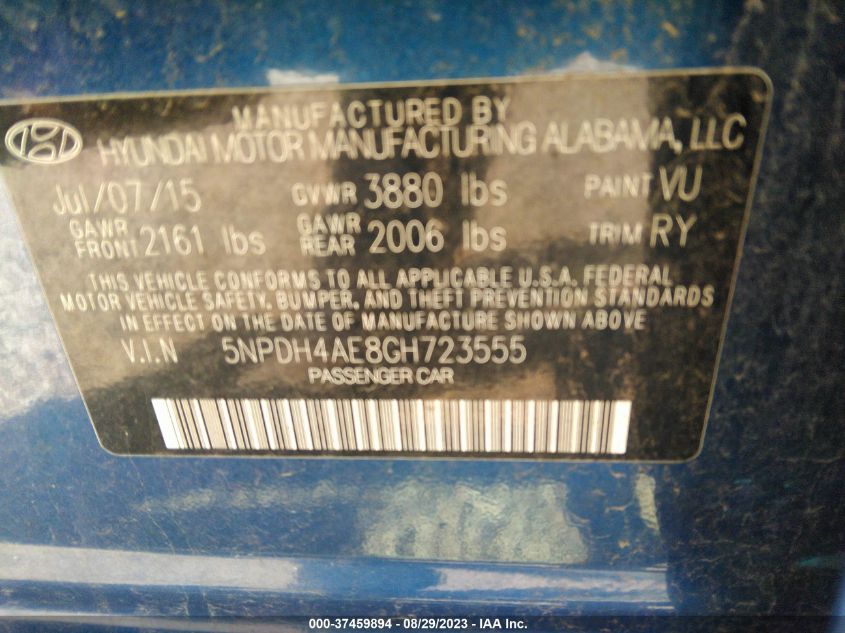 MANUFACTURED BY
HYUNDAI MOTOR MANUFACTURING ALABAMA, LLC
Jul/07/15 GVWR 3880 lbs PAINT VU
GAWR FRONT 2161 lbs GAWR REAR 2006 lbs TRIM RY
THIS VEHICLE CONFORMS TO ALL APPLICABLE U.S.A. FEDERAL
MOTOR VEHICLE SAFETY, BUMPER, AND THEFT PREVENTION STANDARDS
IN EFFECT ON THE DATE OF MANUFACTURE SHOWN ABOVE
V.I.N 5NPDH4AE8GH723555
PASSENGER CAR
000-37459894 - 08/29/2023 - IAA Inc.